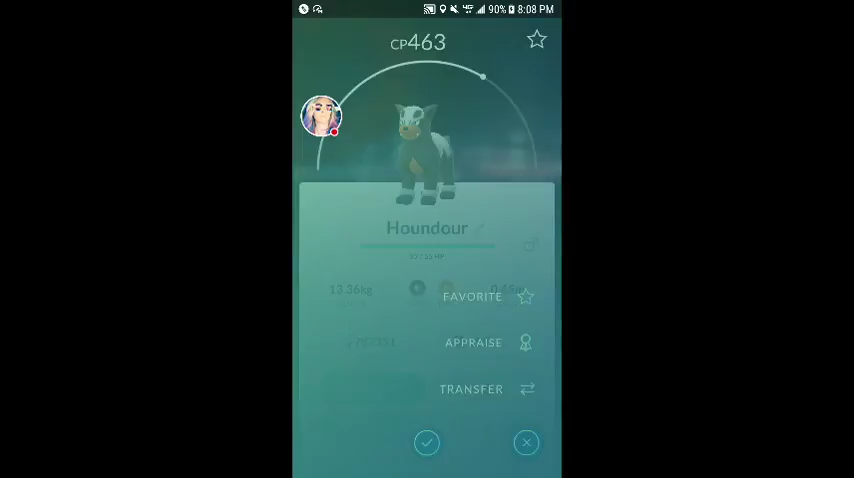 90% 8:08 PM
CP463
Houndour
13.36kg
FAVORITE
APPRAISE
TRANSFER